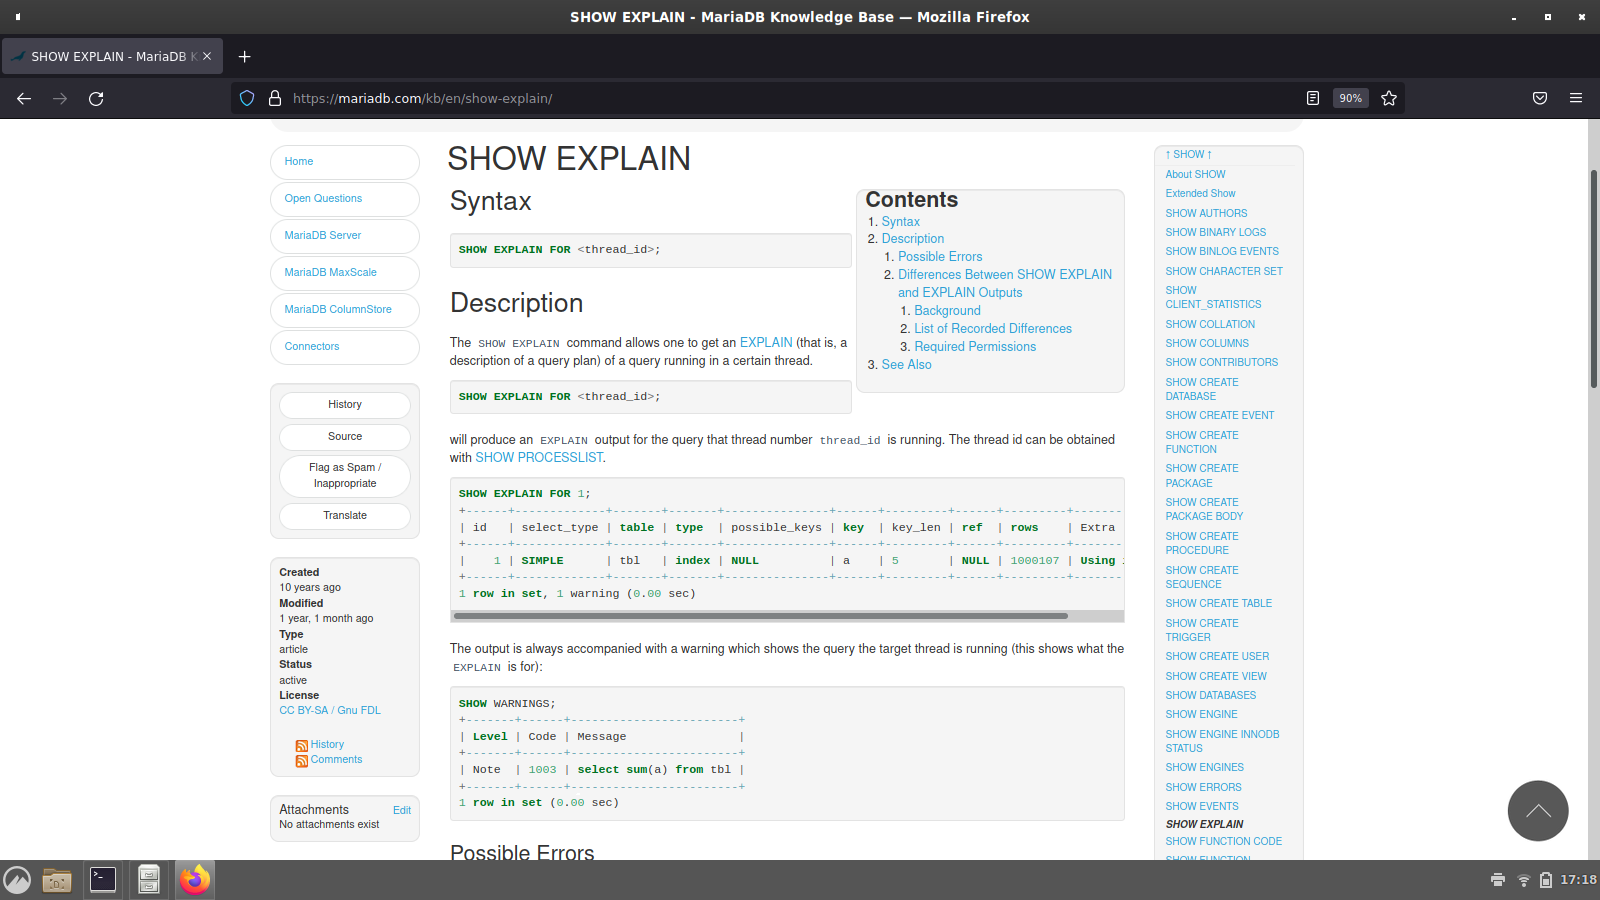 SHOW EXPLAIN - MariaDB Knowledge Base — Mozilla Firefox
SHOW EXPLAIN - MariaDB K
https://mariadb.com/kb/en/show-explain/
90%
Home
Open Questions
MariaDB Server
MariaDB MaxScale
MariaDB ColumnStore
Connectors
History
Source
Flag as Spam /
Inappropriate
Translate
Created
10 years ago
Modified
1 year, 1 month ago
Type
article
Status
active
License
CC BY-SA / Gnu FDL
History
Comments
Attachments Edit
No attachments exist
SHOW EXPLAIN
Syntax
SHOW EXPLAIN FOR <thread_id>;
Description
The SHOW EXPLAIN command allows one to get an EXPLAIN (that is, a
description of a query plan) of a query running in a certain thread.
SHOW EXPLAIN FOR <thread_id>;
will produce an EXPLAIN output for the query that thread number thread_id is running. The thread id can be obtained
with SHOW PROCESSLIST.
SHOW EXPLAIN FOR 1;
+------+-------------+-------+-------+---------------+------+---------+------+---------+-------
| id   | select_type | table | type  | possible_keys | key  | key_len | ref  | rows    | Extra
+------+-------------+-------+-------+---------------+------+---------+------+---------+-------
|    1 | SIMPLE      | tbl   | index | NULL          | a    | 5       | NULL | 1000107 | Using
+------+-------------+-------+-------+---------------+------+---------+------+---------+-------
1 row in set, 1 warning (0.00 sec)
The output is always accompanied with a warning which shows the query the target thread is running (this shows what the
EXPLAIN is for):
SHOW WARNINGS;
+-------+------+------------------------+
| Level | Code | Message                |
+-------+------+------------------------+
| Note  | 1003 | select sum(a) from tbl |
+-------+------+------------------------+
1 row in set (0.00 sec)
Possible Errors
Contents
1. Syntax
2. Description
1. Possible Errors
2. Differences Between SHOW EXPLAIN
and EXPLAIN Outputs
1. Background
2. List of Recorded Differences
3. Required Permissions
3. See Also
↑ SHOW ↑
About SHOW
Extended Show
SHOW AUTHORS
SHOW BINARY LOGS
SHOW BINLOG EVENTS
SHOW CHARACTER SET
SHOW
CLIENT_STATISTICS
SHOW COLLATION
SHOW COLUMNS
SHOW CONTRIBUTORS
SHOW CREATE
DATABASE
SHOW CREATE EVENT
SHOW CREATE
FUNCTION
SHOW CREATE
PACKAGE
SHOW CREATE
PACKAGE BODY
SHOW CREATE
PROCEDURE
SHOW CREATE
SEQUENCE
SHOW CREATE TABLE
SHOW CREATE
TRIGGER
SHOW CREATE USER
SHOW CREATE VIEW
SHOW DATABASES
SHOW ENGINE
SHOW ENGINE INNODB
STATUS
SHOW ENGINES
SHOW ERRORS
SHOW EVENTS
SHOW EXPLAIN
SHOW FUNCTION CODE
SHOW FUNCTION
17:18